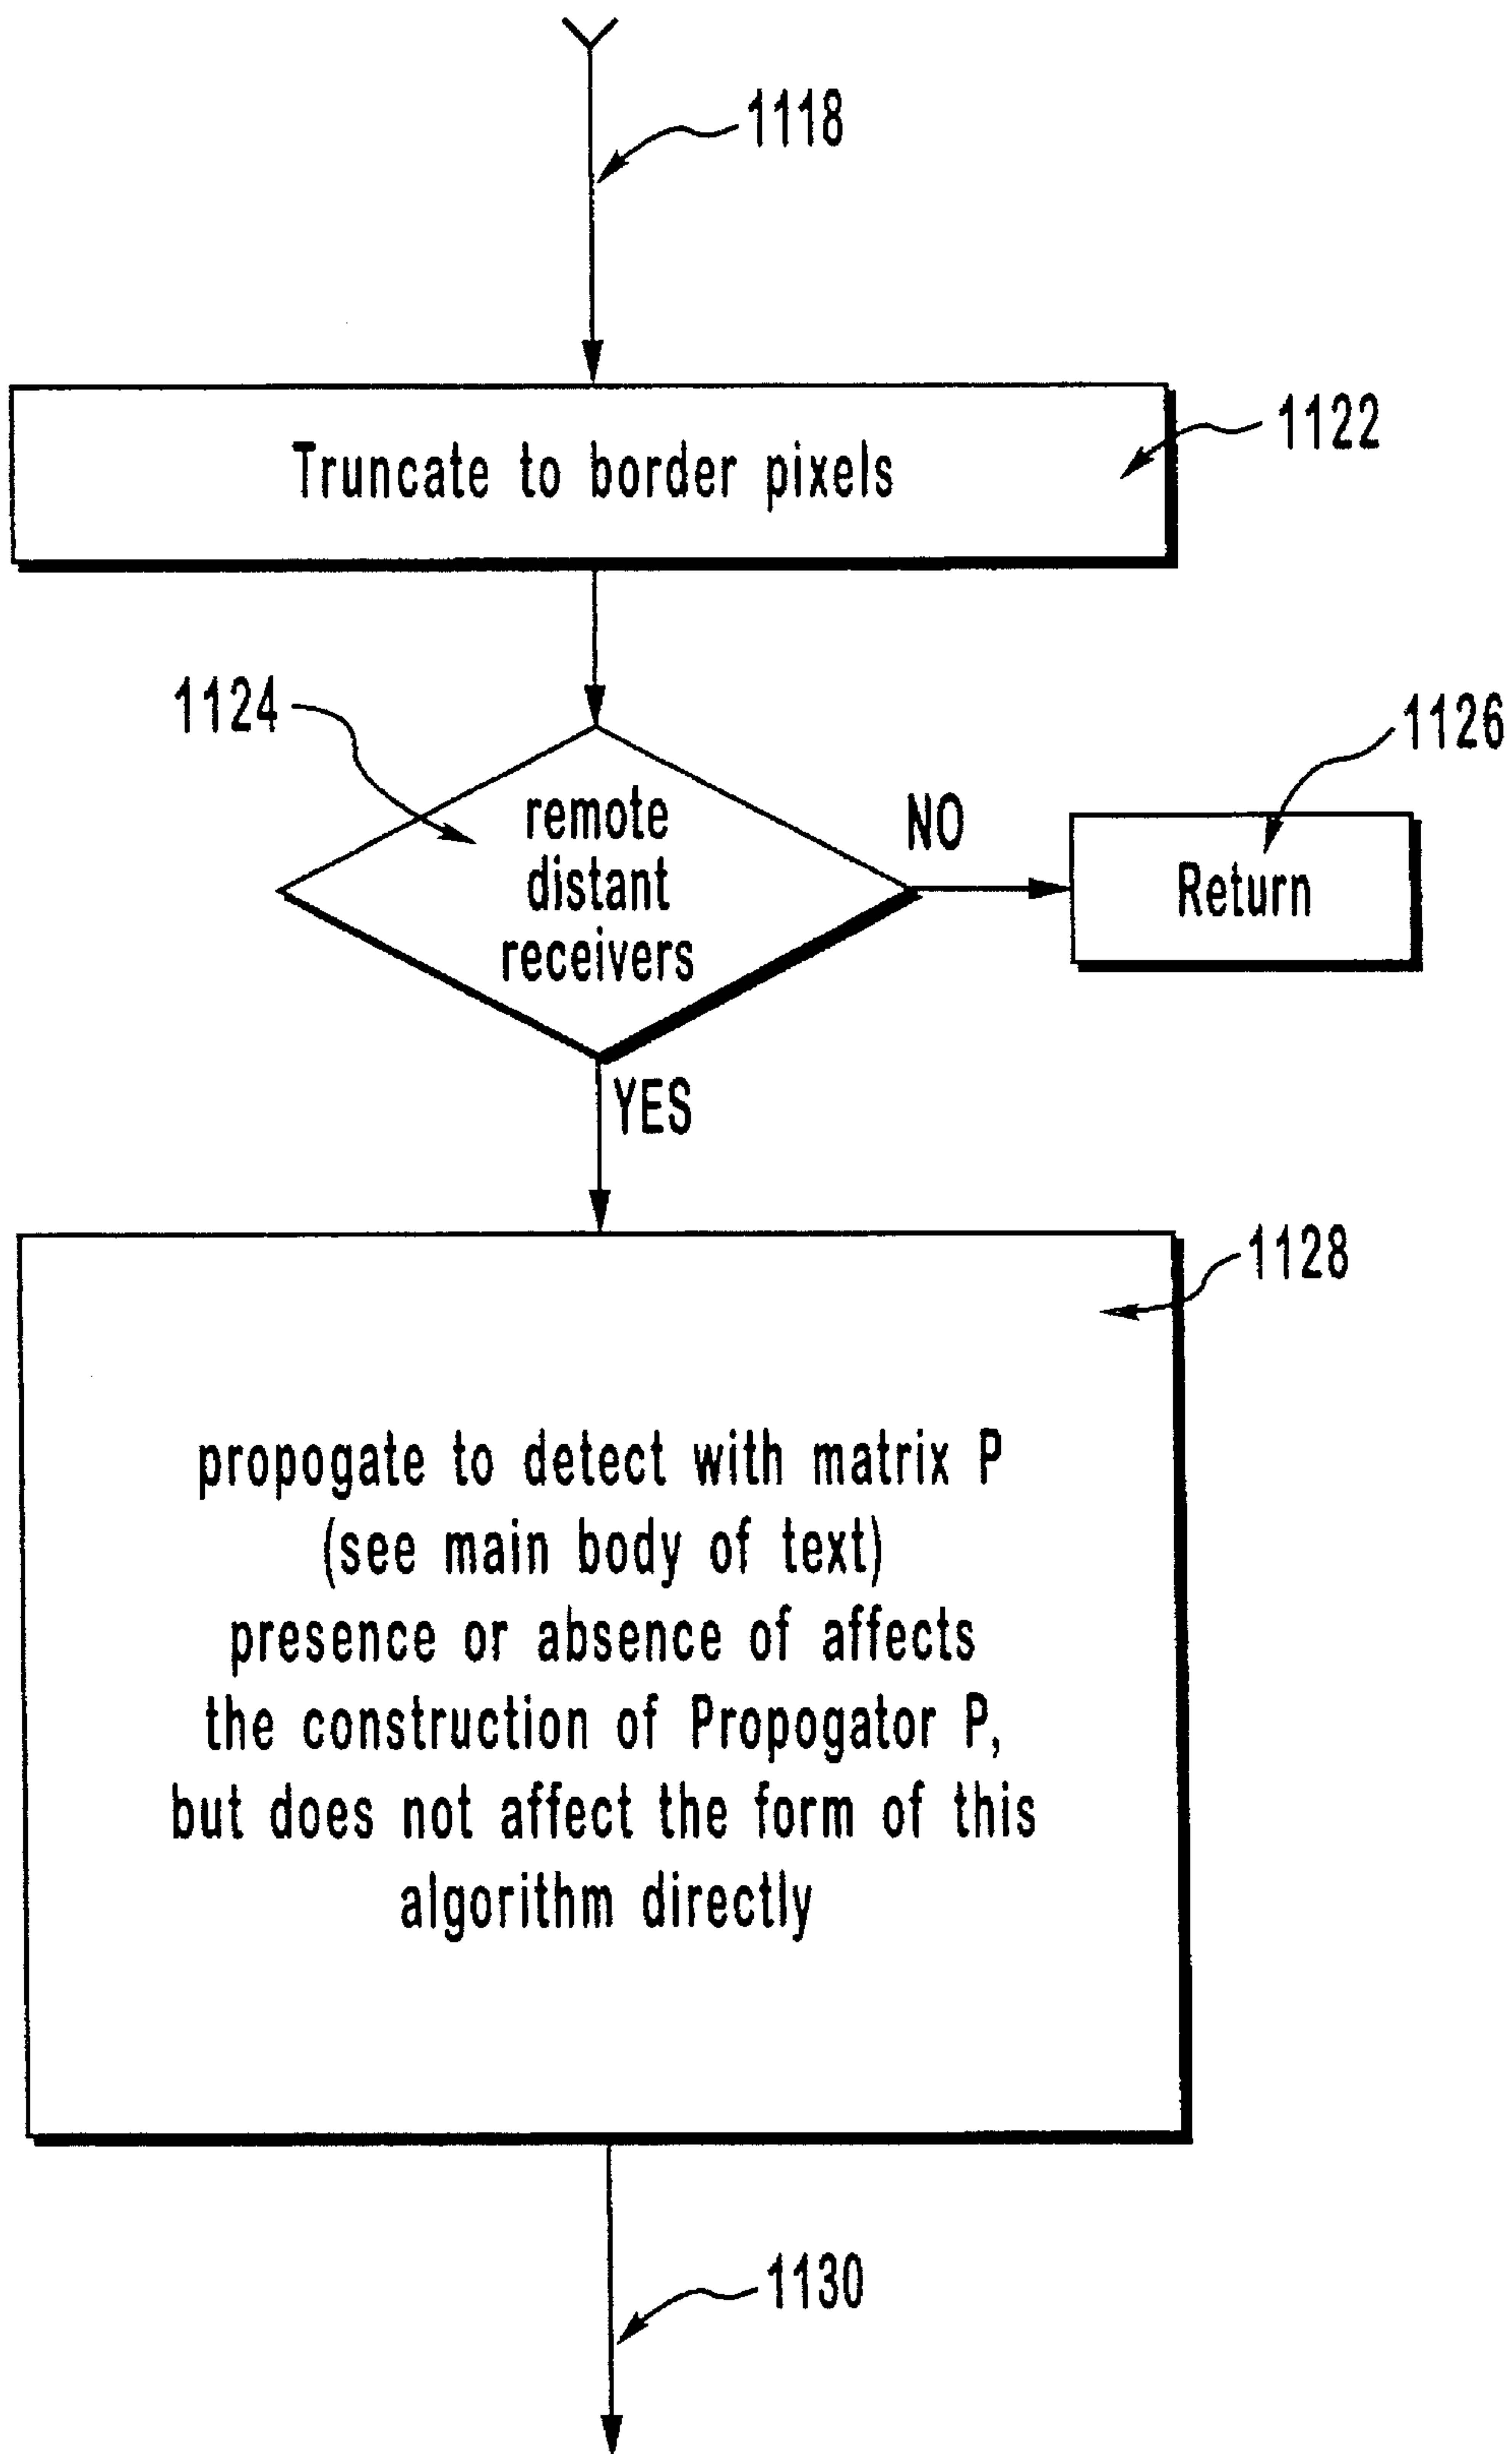 1118
1122
Truncate to border pixels
1124
1126
remote
distant
receivers
NO
Return
YES
1128
propogate to detect with matrix P
(see main body of text)
presence or absence of affects
the construction of Propogator P,
but does not affect the form of this
algorithm directly
1130